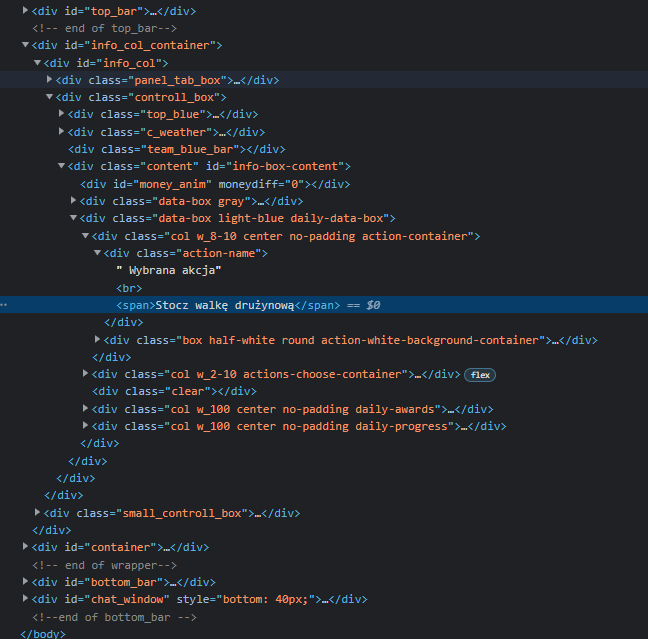 ▶<div id="top_bar">…</div>
<!-- end of top_bar-->
▼<div id="info_col_container">
▼<div id="info_col">
▶<div class="panel_tab_box">…</div>
▼<div class="controll_box">
▶<div class="top_blue">…</div>
▶<div class="c_weather">…</div>
<div class="team_blue_bar"></div>
▼<div class="content" id="info-box-content">
<div id="money_anim" moneydiff="0"></div>
▶<div class="data-box gray">…</div>
▼<div class="data-box light-blue daily-data-box">
▼<div class="col w_8-10 center no-padding action-container">
▼<div class="action-name">
" Wybrana akcja"
<br>
<span>Stocz walkę drużynową</span> == $0
</div>
▶<div class="box half-white round action-white-background-container">…</div>
</div>
▶<div class="col w_2-10 actions-choose-container">…</div> flex
<div class="clear"></div>
▶<div class="col w_100 center no-padding daily-awards">…</div>
▶<div class="col w_100 center no-padding daily-progress">…</div>
</div>
</div>
</div>
</div>
▶<div class="small_controll_box">…</div>
</div>
▶<div id="container">…</div>
<!-- end of wrapper-->
▶<div id="bottom_bar">…</div>
▶<div id="chat_window" style="bottom: 40px;">…</div>
<!--end of bottom_bar -->
</body>